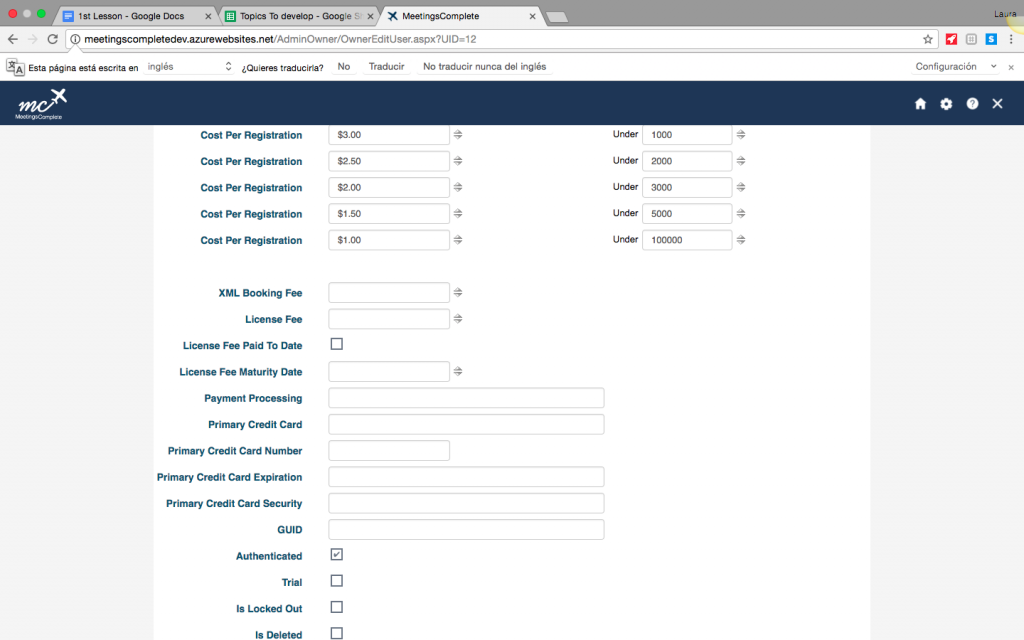 1st Lesson - Google Docs
Topics To develop - Google Sh
MeetingsComplete
Laura
meetingscompletedev.azurewebsites.net/AdminOwner/OwnerEditUser.aspx?UID=12
Esta página está escrita en inglés ¿Quieres traducirla? No Traducir No traducir nunca del inglés Configuración
mc
MeetingsComplete
Cost Per Registration $3.00 Under 1000
Cost Per Registration $2.50 Under 2000
Cost Per Registration $2.00 Under 3000
Cost Per Registration $1.50 Under 5000
Cost Per Registration $1.00 Under 100000
XML Booking Fee
License Fee
License Fee Paid To Date
License Fee Maturity Date
Payment Processing
Primary Credit Card
Primary Credit Card Number
Primary Credit Card Expiration
Primary Credit Card Security
GUID
Authenticated
Trial
Is Locked Out
Is Deleted